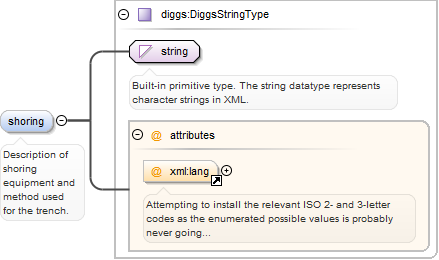 diggs:DiggsStringType
string
Built-in primitive type. The string datatype represents
character strings in XML.
shoring
Description of
shoring
equipment and
method used
for the trench.
@ attributes
@ xml:lang
Attempting to install the relevant ISO 2- and 3-letter
codes as the enumerated possible values is probably
never going...